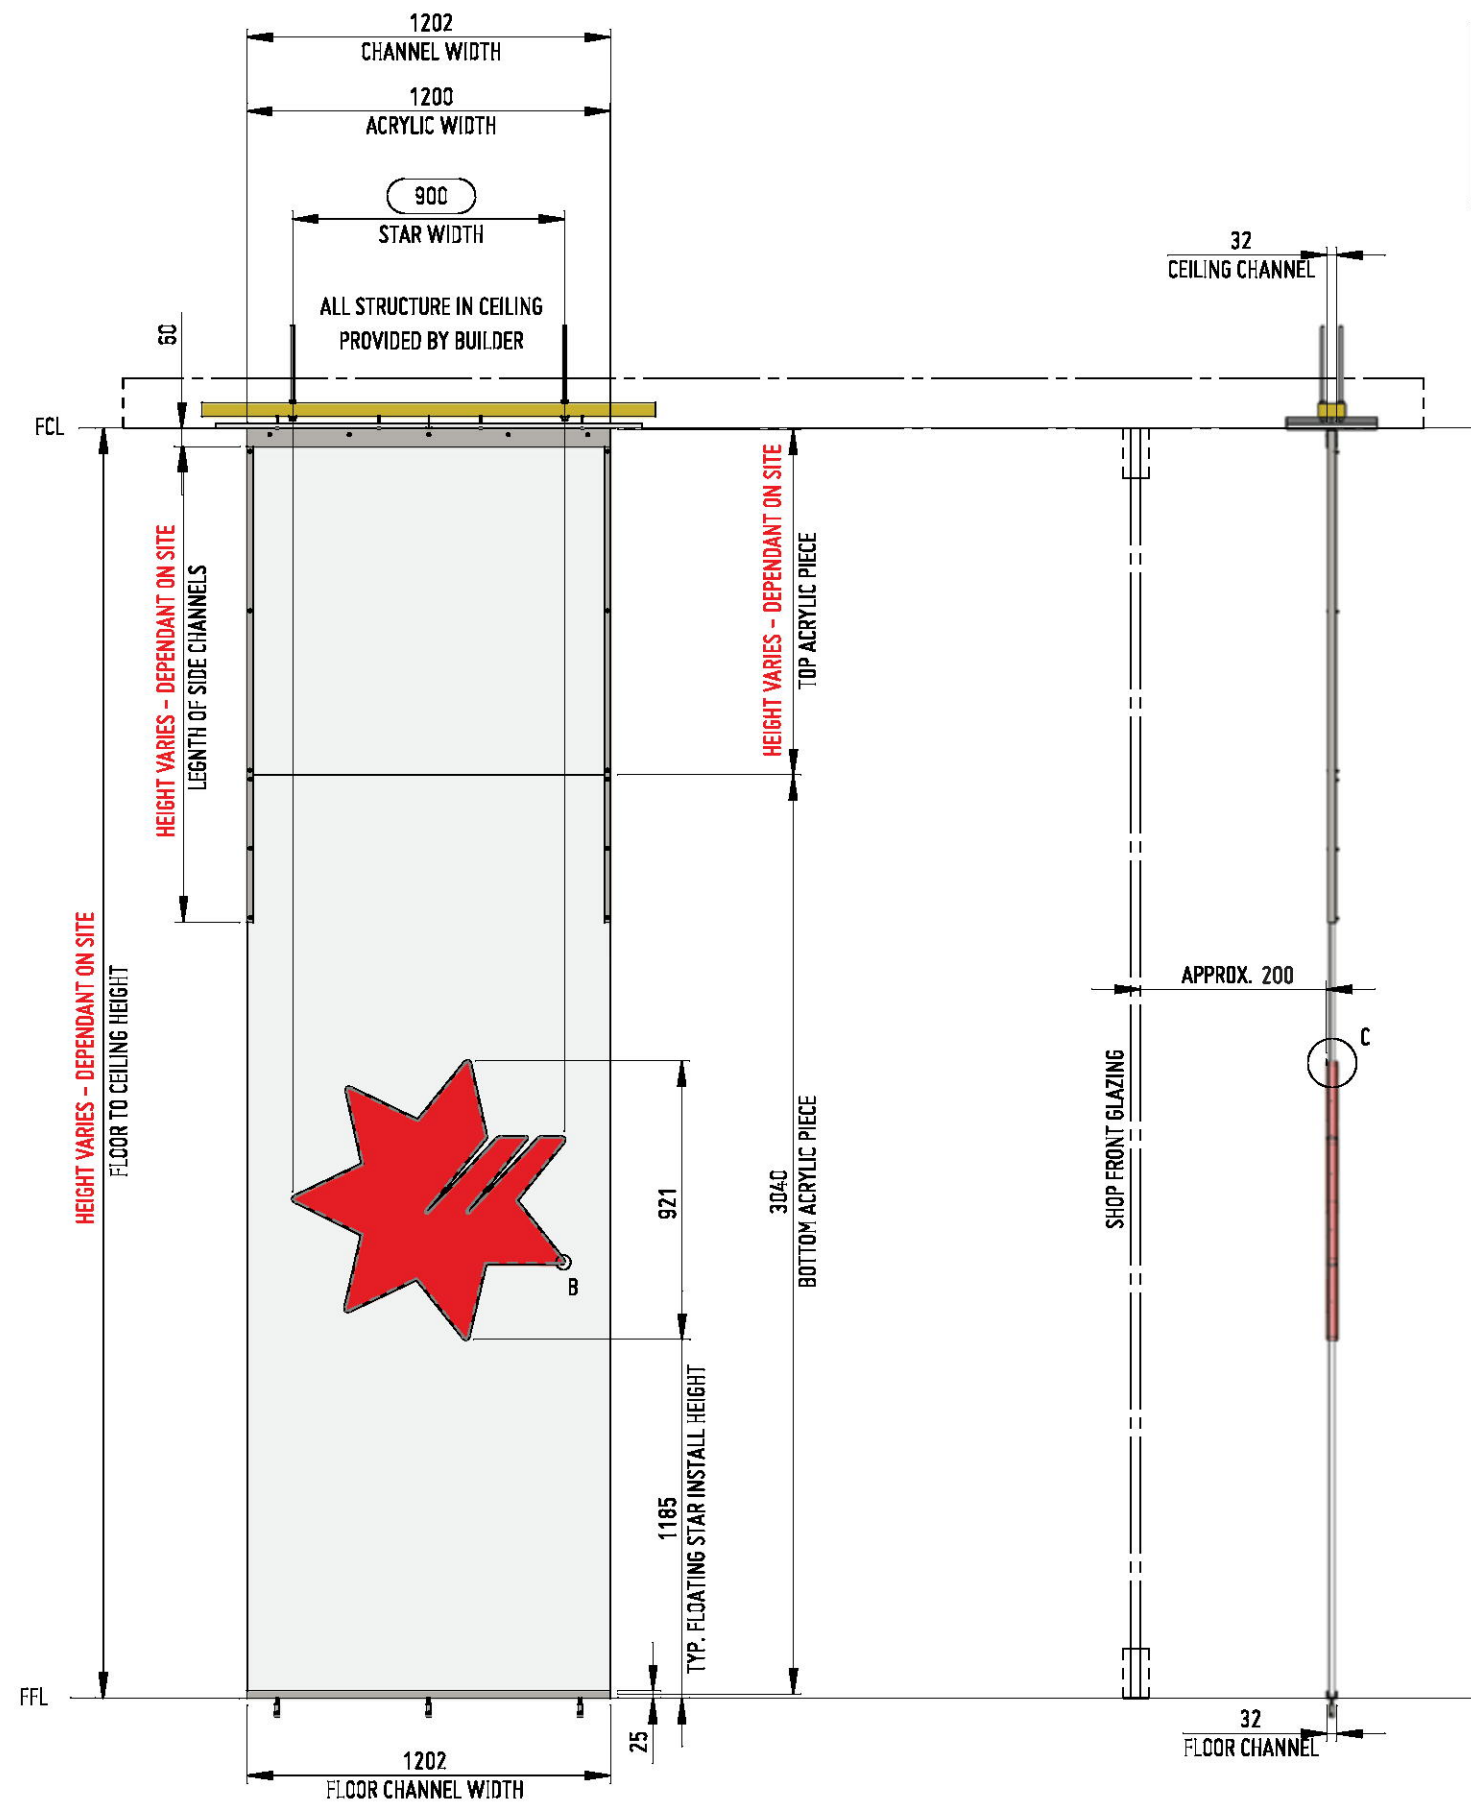 1202
CHANNEL WIDTH
1200
ACRYLIC WIDTH
900
STAR WIDTH
32
CEILING CHANNEL
ALL STRUCTURE IN CEILING
PROVIDED BY BUILDER
60
FCL
HEIGHT VARIES - DEPENDANT ON SITE
LEGNTH OF SIDE CHANNELS
HEIGHT VARIES - DEPENDANT ON SITE
TOP ACRYLIC PIECE
HEIGHT VARIES - DEPENDANT ON SITE
FLOOR TO CEILING HEIGHT
APPROX. 200
C
SHOP FRONT GLAZING
921
3040
BOTTOM ACRYLIC PIECE
B
1185
TYP. FLOATING STAR INSTALL HEIGHT
FFL
25
1202
FLOOR CHANNEL WIDTH
32
FLOOR CHANNEL